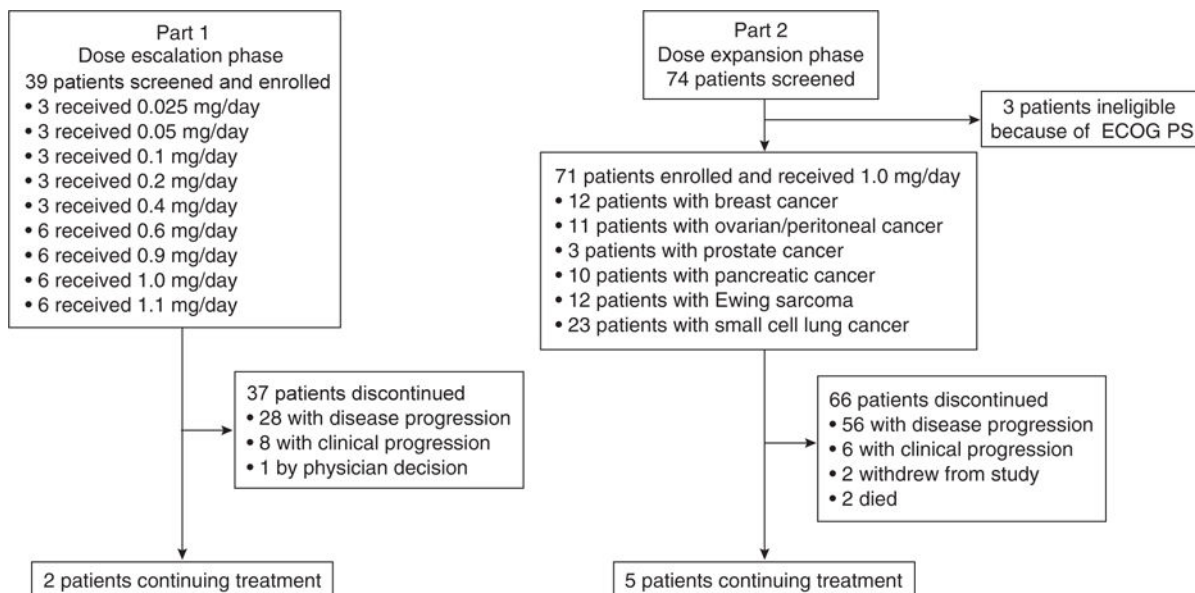 Part 1
Dose escalation phase
39 patients screened and enrolled
• 3 received 0.025 mg/day
• 3 received 0.05 mg/day
• 3 received 0.1 mg/day
• 3 received 0.2 mg/day
• 3 received 0.4 mg/day
• 6 received 0.6 mg/day
• 6 received 0.9 mg/day
• 6 received 1.0 mg/day
• 6 received 1.1 mg/day
37 patients discontinued
• 28 with disease progression
• 8 with clinical progression
• 1 by physician decision
2 patients continuing treatment
Part 2
Dose expansion phase
74 patients screened
3 patients ineligible
because of ECOG PS
71 patients enrolled and received 1.0 mg/day
• 12 patients with breast cancer
• 11 patients with ovarian/peritoneal cancer
• 3 patients with prostate cancer
• 10 patients with pancreatic cancer
• 12 patients with Ewing sarcoma
• 23 patients with small cell lung cancer
66 patients discontinued
• 56 with disease progression
• 6 with clinical progression
• 2 withdrew from study
• 2 died
5 patients continuing treatment